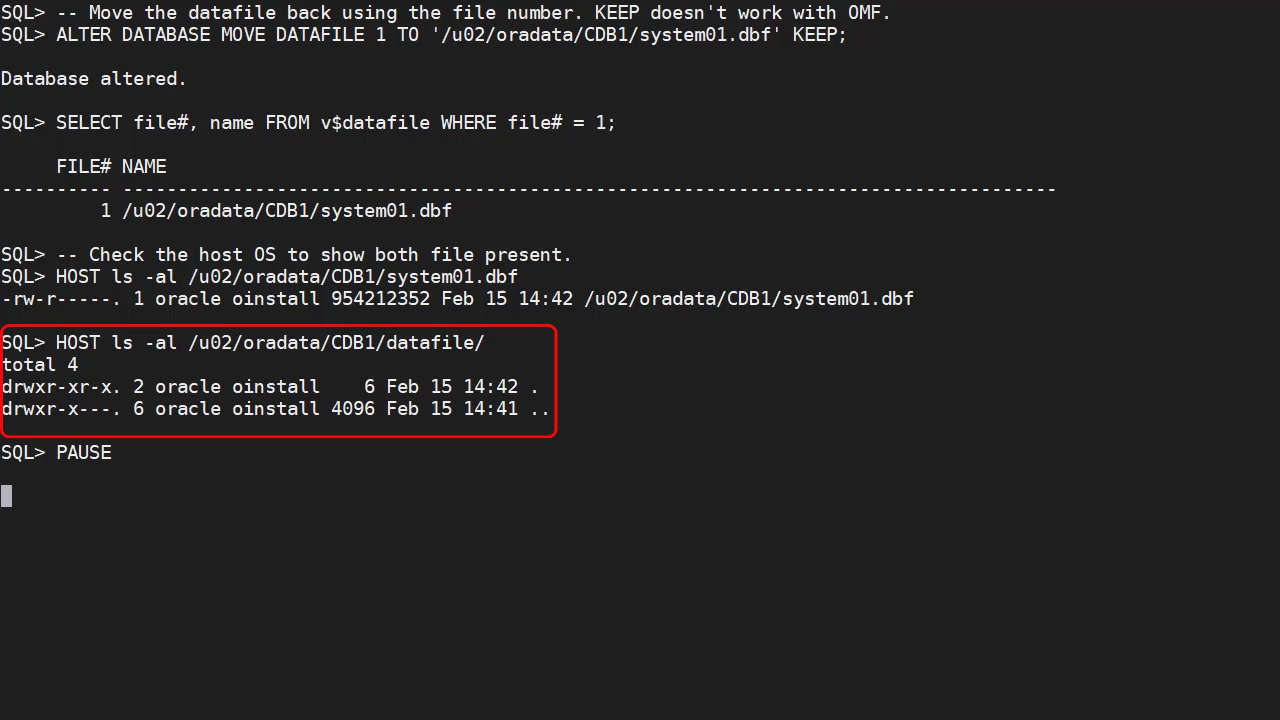 SQL> -- Move the datafile back using the file number. KEEP doesn't work with OMF.
SQL> ALTER DATABASE MOVE DATAFILE 1 TO '/u02/oradata/CDB1/system01.dbf' KEEP;
Database altered.
SQL> SELECT file#, name FROM v$datafile WHERE file# = 1;
     FILE# NAME
---------- -------------------------------------------------------------------------------------
         1 /u02/oradata/CDB1/system01.dbf
SQL> -- Check the host OS to show both file present.
SQL> HOST ls -al /u02/oradata/CDB1/system01.dbf
-rw-r-----. 1 oracle oinstall 954212352 Feb 15 14:42 /u02/oradata/CDB1/system01.dbf
SQL> HOST ls -al /u02/oradata/CDB1/datafile/
total 4
drwxr-xr-x. 2 oracle oinstall    6 Feb 15 14:42 .
drwxr-x---. 6 oracle oinstall 4096 Feb 15 14:41 ..
SQL> PAUSE